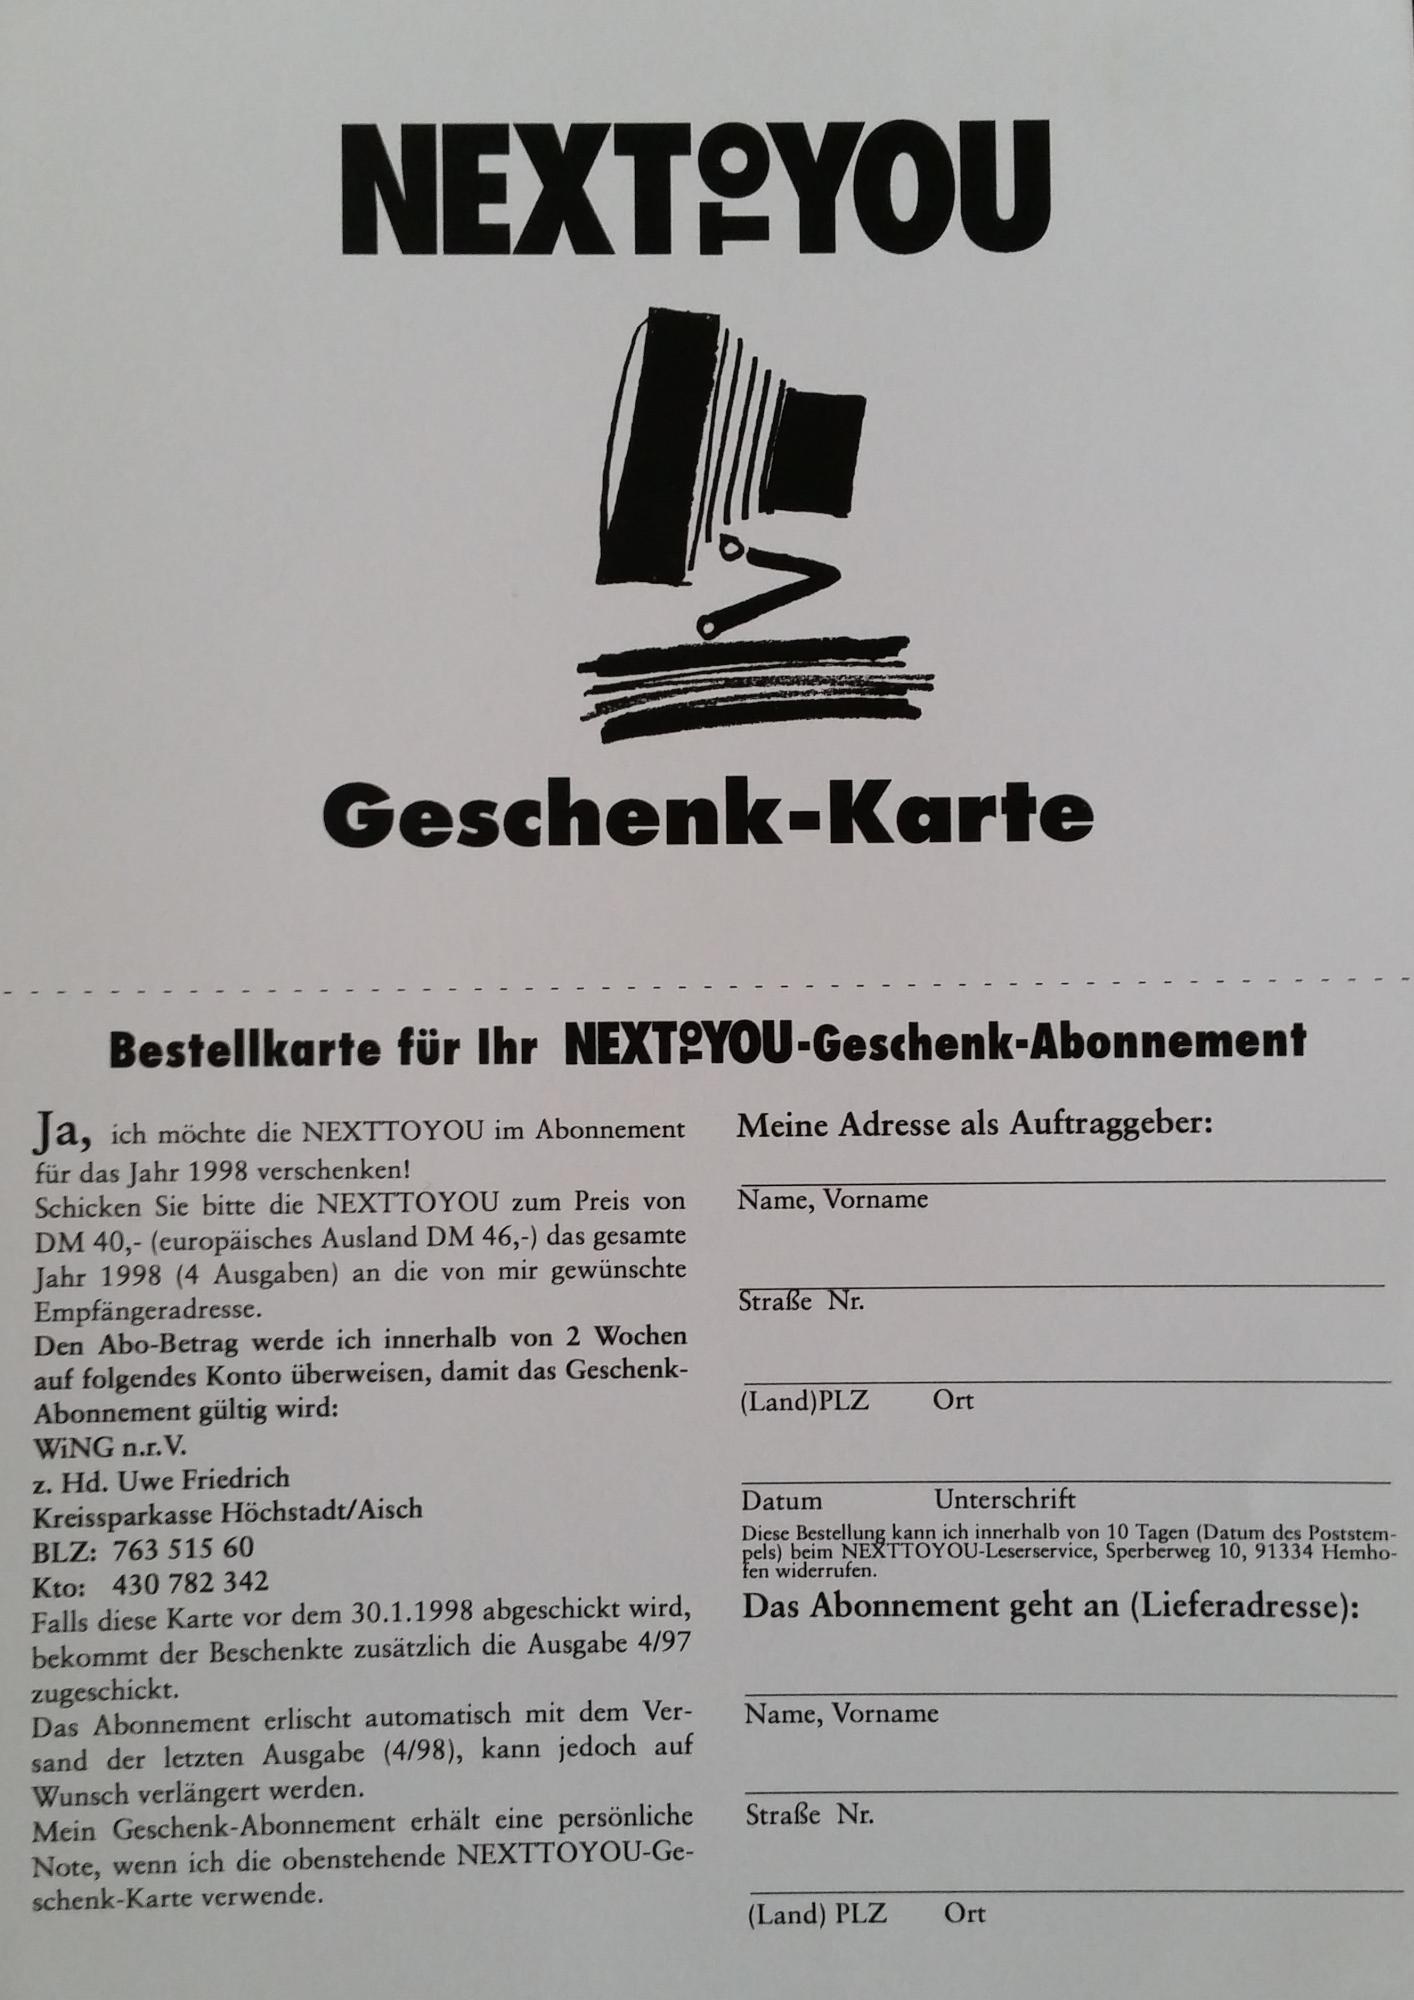 NEXTTOYOU
Geschenk-Karte
Bestellkarte für Ihr NEXTTOYOU-Geschenk-Abonnement
Ja, ich möchte die NEXTTOYOU im Abonnement
für das Jahr 1998 verschenken!
Schicken Sie bitte die NEXTTOYOU zum Preis von
DM 40,- (europäisches Ausland DM 46,-) das gesamte
Jahr 1998 (4 Ausgaben) an die von mir gewünschte
Empfängeradresse.
Den Abo-Betrag werde ich innerhalb von 2 Wochen
auf folgendes Konto überweisen, damit das Geschenk-
Abonnement gültig wird:
WiNG n.r.V.
z. Hd. Uwe Friedrich
Kreissparkasse Höchstadt/Aisch
BLZ: 763 515 60
Kto: 430 782 342
Falls diese Karte vor dem 30.1.1998 abgeschickt wird,
bekommt der Beschenkte zusätzlich die Ausgabe 4/97
zugeschickt.
Das Abonnement erlischt automatisch mit dem Ver-
sand der letzten Ausgabe (4/98), kann jedoch auf
Wunsch verlängert werden.
Mein Geschenk-Abonnement erhält eine persönliche
Note, wenn ich die obenstehende NEXTTOYOU-Ge-
schenk-Karte verwende.
Meine Adresse als Auftraggeber:
Name, Vorname
Straße Nr.
(Land)PLZ Ort
Datum Unterschrift
Diese Bestellung kann ich innerhalb von 10 Tagen (Datum des Poststem-
pels) beim NEXTTOYOU-Leserservice, Sperberweg 10, 91334 Hemho-
fen widerrufen.
Das Abonnement geht an (Lieferadresse):
Name, Vorname
Straße Nr.
(Land) PLZ Ort